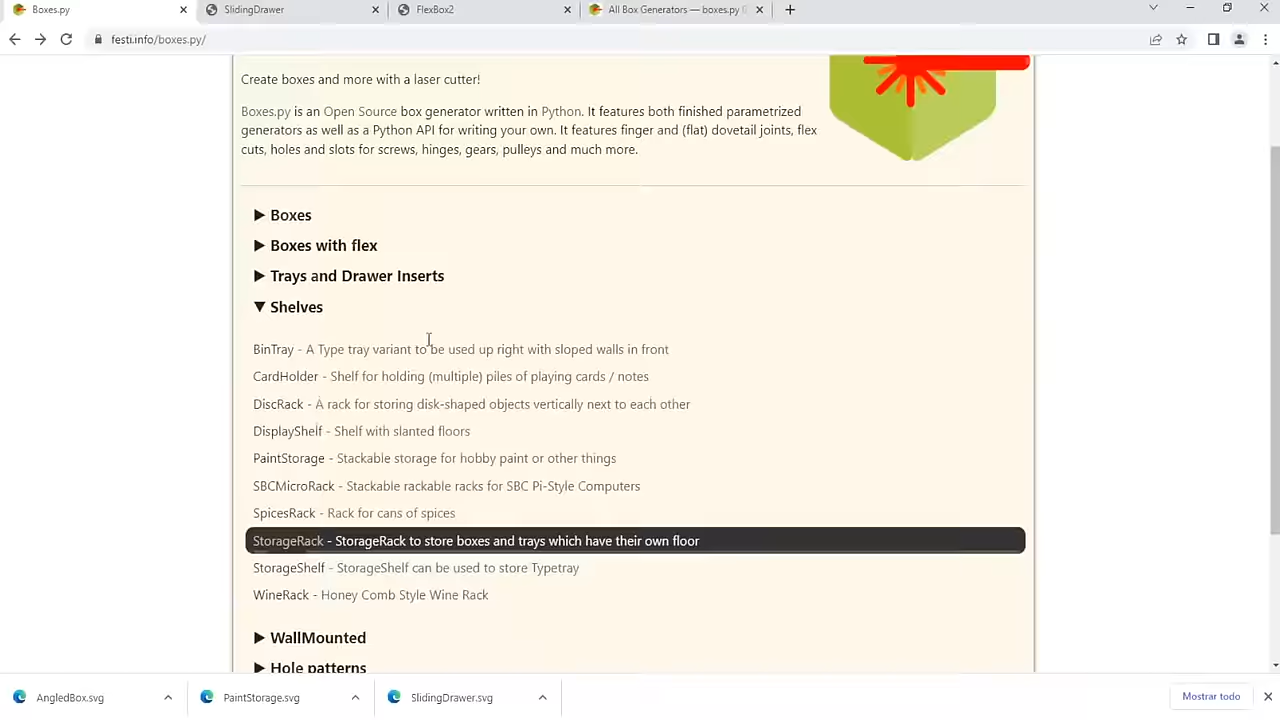 Boxes.py
SlidingDrawer
FlexBox2
All Box Generators — boxes.py
festi.info/boxes.py/
Create boxes and more with a laser cutter!
Boxes.py is an Open Source box generator written in Python. It features both finished parametrized
generators as well as a Python API for writing your own. It features finger and (flat) dovetail joints, flex
cuts, holes and slots for screws, hinges, gears, pulleys and much more.
Boxes
Boxes with flex
Trays and Drawer Inserts
Shelves
BinTray - A Type tray variant to be used up right with sloped walls in front
CardHolder - Shelf for holding (multiple) piles of playing cards / notes
DiscRack - A rack for storing disk-shaped objects vertically next to each other
DisplayShelf - Shelf with slanted floors
PaintStorage - Stackable storage for hobby paint or other things
SBCMicroRack - Stackable rackable racks for SBC Pi-Style Computers
SpicesRack - Rack for cans of spices
StorageRack - StorageRack to store boxes and trays which have their own floor
StorageShelf - StorageShelf can be used to store Typetray
WineRack - Honey Comb Style Wine Rack
WallMounted
Hole patterns
AngledBox.svg
PaintStorage.svg
SlidingDrawer.svg
Mostrar todo